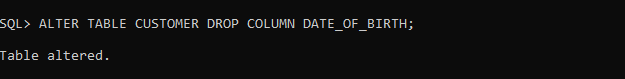 SQL> ALTER TABLE CUSTOMER DROP COLUMN DATE_OF_BIRTH;
Table altered.